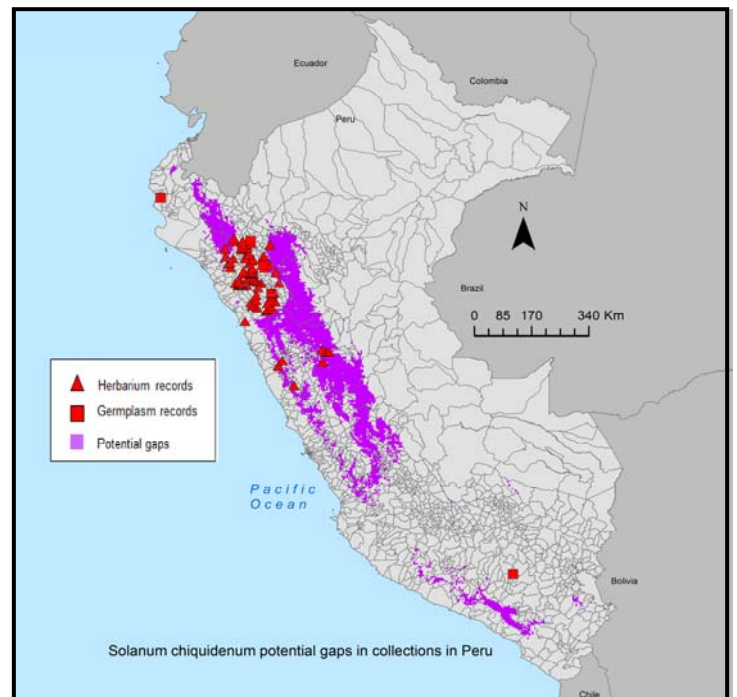 Ecuador
Colombia
Peru
N
Brazil
0 85 170 340 Km
Herbarium records
Germplasm records
Potential gaps
Pacific
Ocean
Bolivia
Solanum chiquidenum potential gaps in collections in Peru
Chile